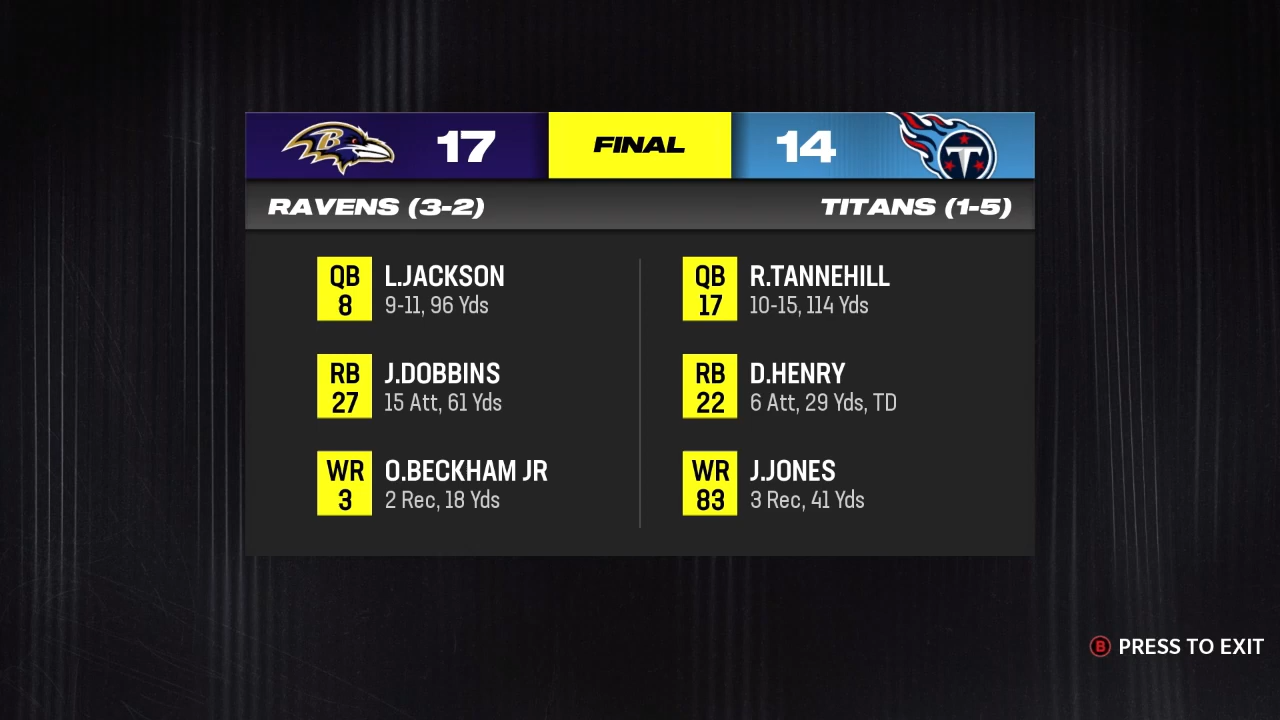 17 FINAL 14
RAVENS (3-2) TITANS (1-5)
QB 8 L.JACKSON
9-11, 96 Yds
RB 27 J.DOBBINS
15 Att, 61 Yds
WR 3 O.BECKHAM JR
2 Rec, 18 Yds
QB 17 R.TANNEHILL
10-15, 114 Yds
RB 22 D.HENRY
6 Att, 29 Yds, TD
WR 83 J.JONES
3 Rec, 41 Yds
B PRESS TO EXIT